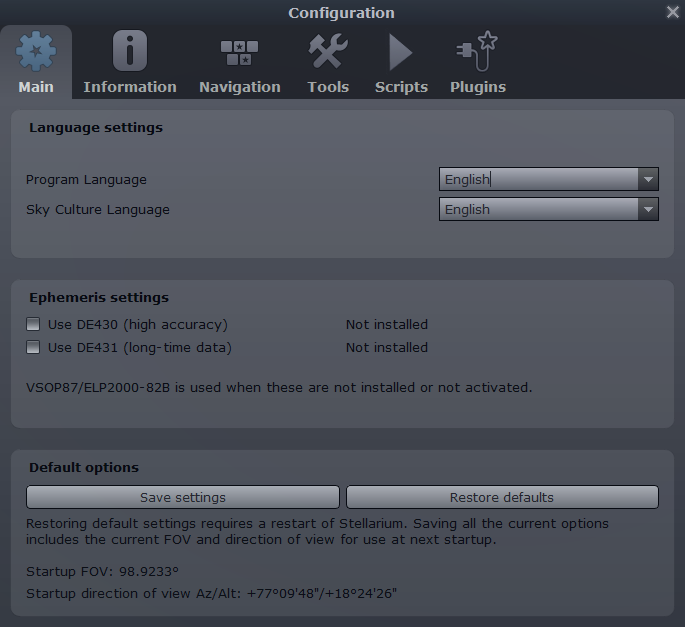 Configuration
Main Information Navigation Tools Scripts Plugins
Language settings
Program Language English
Sky Culture Language English
Ephemeris settings
Use DE430 (high accuracy) Not installed
Use DE431 (long-time data) Not installed
VSOP87/ELP2000-82B is used when these are not installed or not activated.
Default options
Save settings Restore defaults
Restoring default settings requires a restart of Stellarium. Saving all the current options
includes the current FOV and direction of view for use at next startup.
Startup FOV: 98.9233°
Startup direction of view Az/Alt: +77°09'48"/+18°24'26"